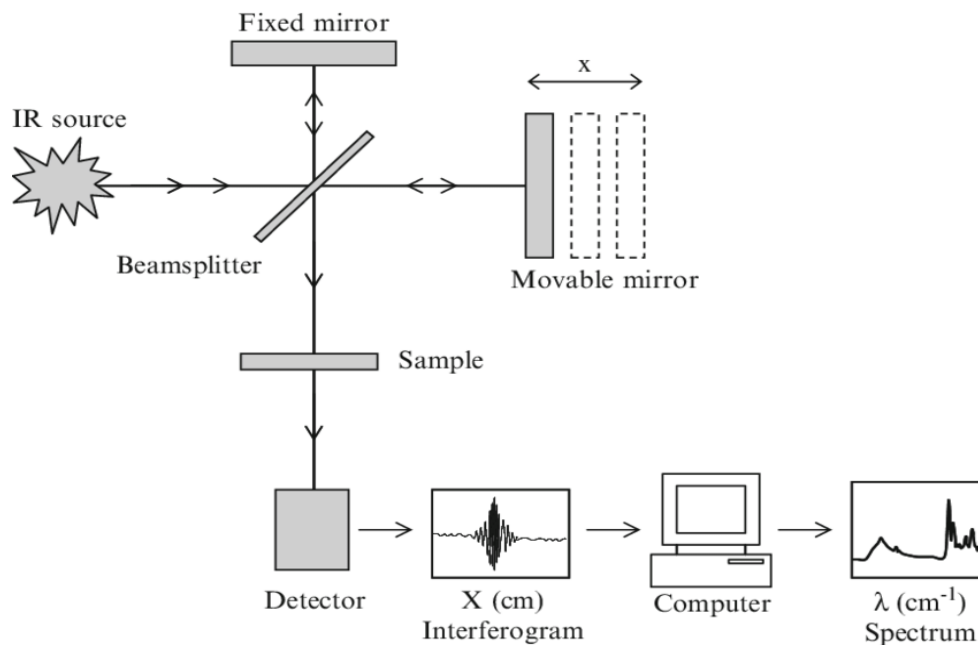 Fixed mirror
x
IR source
Beamsplitter
Movable mirror
Sample
Detector
X (cm)
Interferogram
Computer
λ (cm⁻¹)
Spectrum